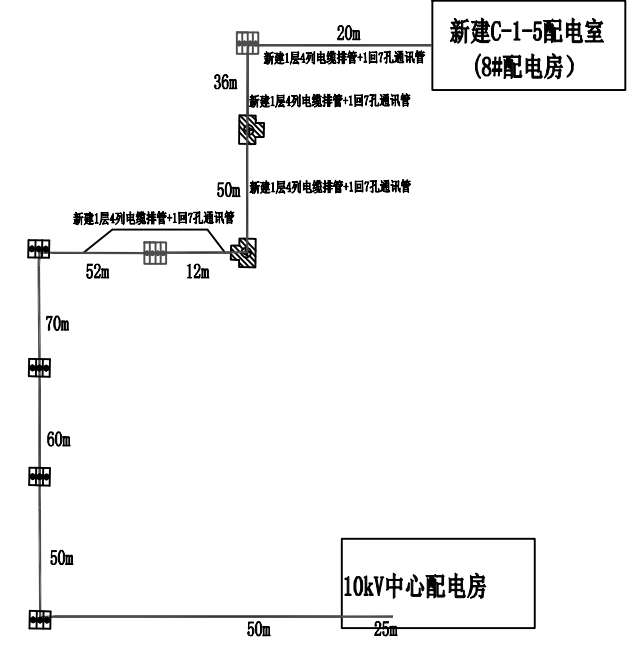 20m
新建C-1-5配电室
(8#配电房)
新建1层4列电缆排管+1回7孔通讯管
36m
新建1层4列电缆排管+1回7孔通讯管
50m
新建1层4列电缆排管+1回7孔通讯管
新建1层4列电缆排管+1回7孔通讯管
52m
12m
70m
60m
50m
10kV中心配电房
50m
25m